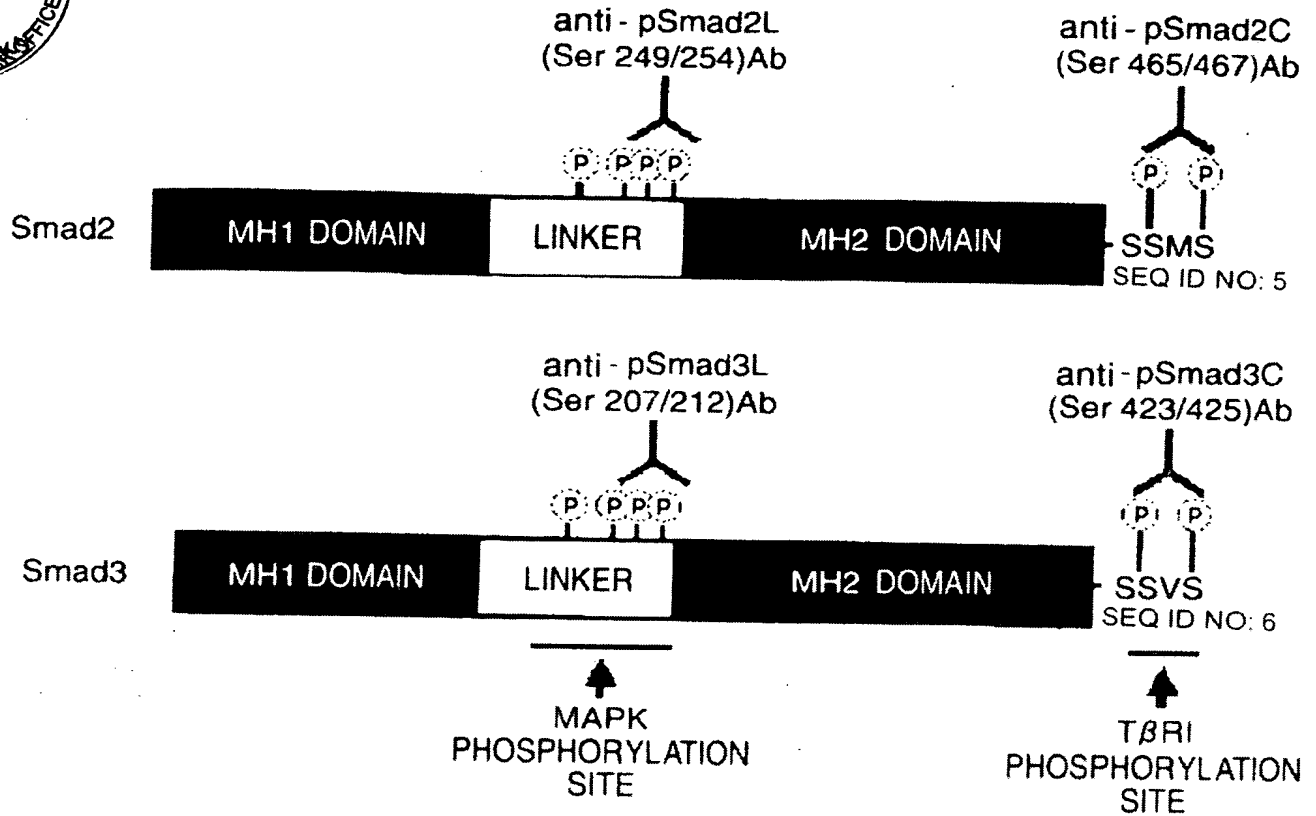 OFFICE
anti - pSmad2L
(Ser 249/254)Ab
anti - pSmad2C
(Ser 465/467)Ab
P P P P P P
Smad2 MH1 DOMAIN LINKER MH2 DOMAIN SSMS
SEQ ID NO: 5
anti - pSmad3L
(Ser 207/212)Ab
anti - pSmad3C
(Ser 423/425)Ab
P P P P P P
Smad3 MH1 DOMAIN LINKER MH2 DOMAIN SSVS
SEQ ID NO: 6
MAPK
PHOSPHORYLATION
SITE
TβRI
PHOSPHORYLATION
SITE